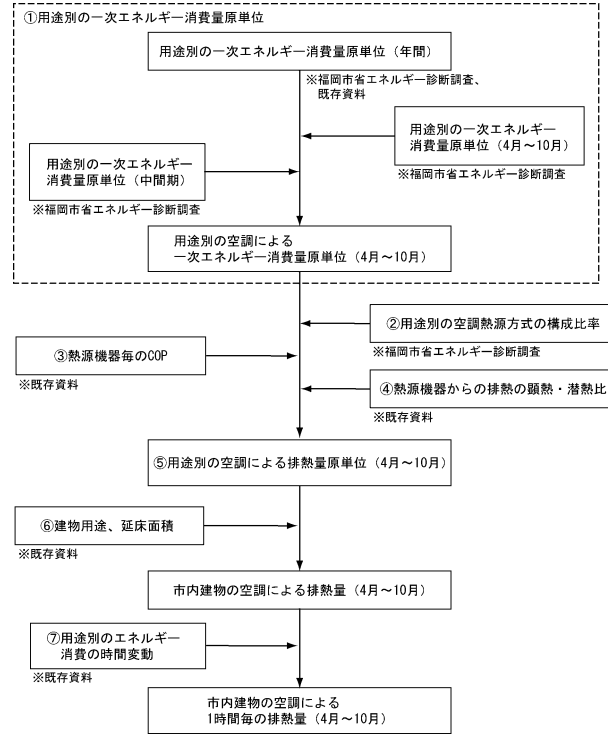 ①用途別の一次エネルギー消費量原単位
用途別の一次エネルギー消費量原単位（年間）
※福岡市省エネルギー診断調査、
既存資料
用途別の一次エネルギー
消費量原単位（4月～10月）
※福岡市省エネルギー診断調査
用途別の一次エネルギー
消費量原単位（中間期）
※福岡市省エネルギー診断調査
用途別の空調による
一次エネルギー消費量原単位（4月～10月）
②用途別の空調熱源方式の構成比率
※福岡市省エネルギー診断調査
③熱源機器毎のCOP
※既存資料
④熱源機器からの排熱の顕熱・潜熱比
※既存資料
⑤用途別の空調による排熱量原単位（4月～10月）
⑥建物用途、延床面積
※既存資料
市内建物の空調による排熱量（4月～10月）
⑦用途別のエネルギー
消費の時間変動
※既存資料
市内建物の空調による
1時間毎の排熱量（4月～10月）